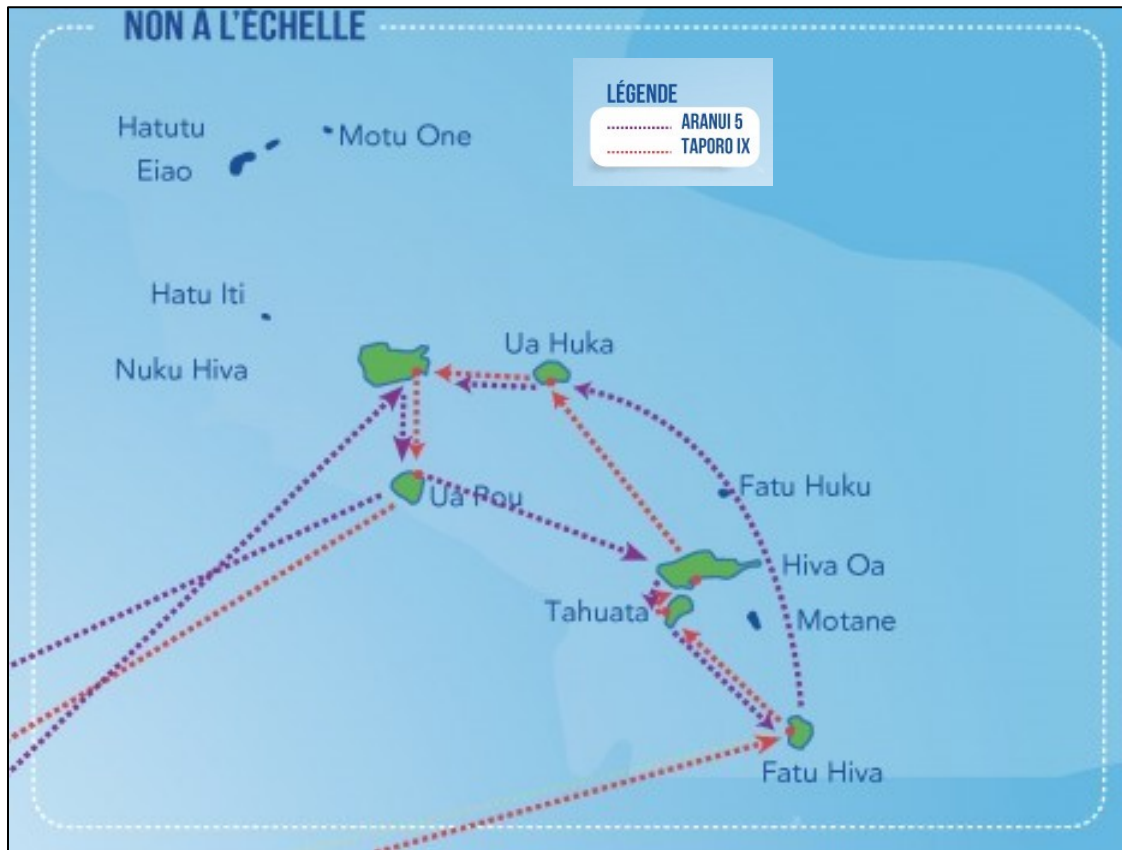 NON À L'ÉCHELLE
LÉGENDE
ARANUI 5
TAPORO IX
Hatutu
Motu One
Eiao
Hatu Iti
Ua Huka
Nuku Hiva
Ua Pou
Fatu Huku
Hiva Oa
Tahuata
Motane
Fatu Hiva